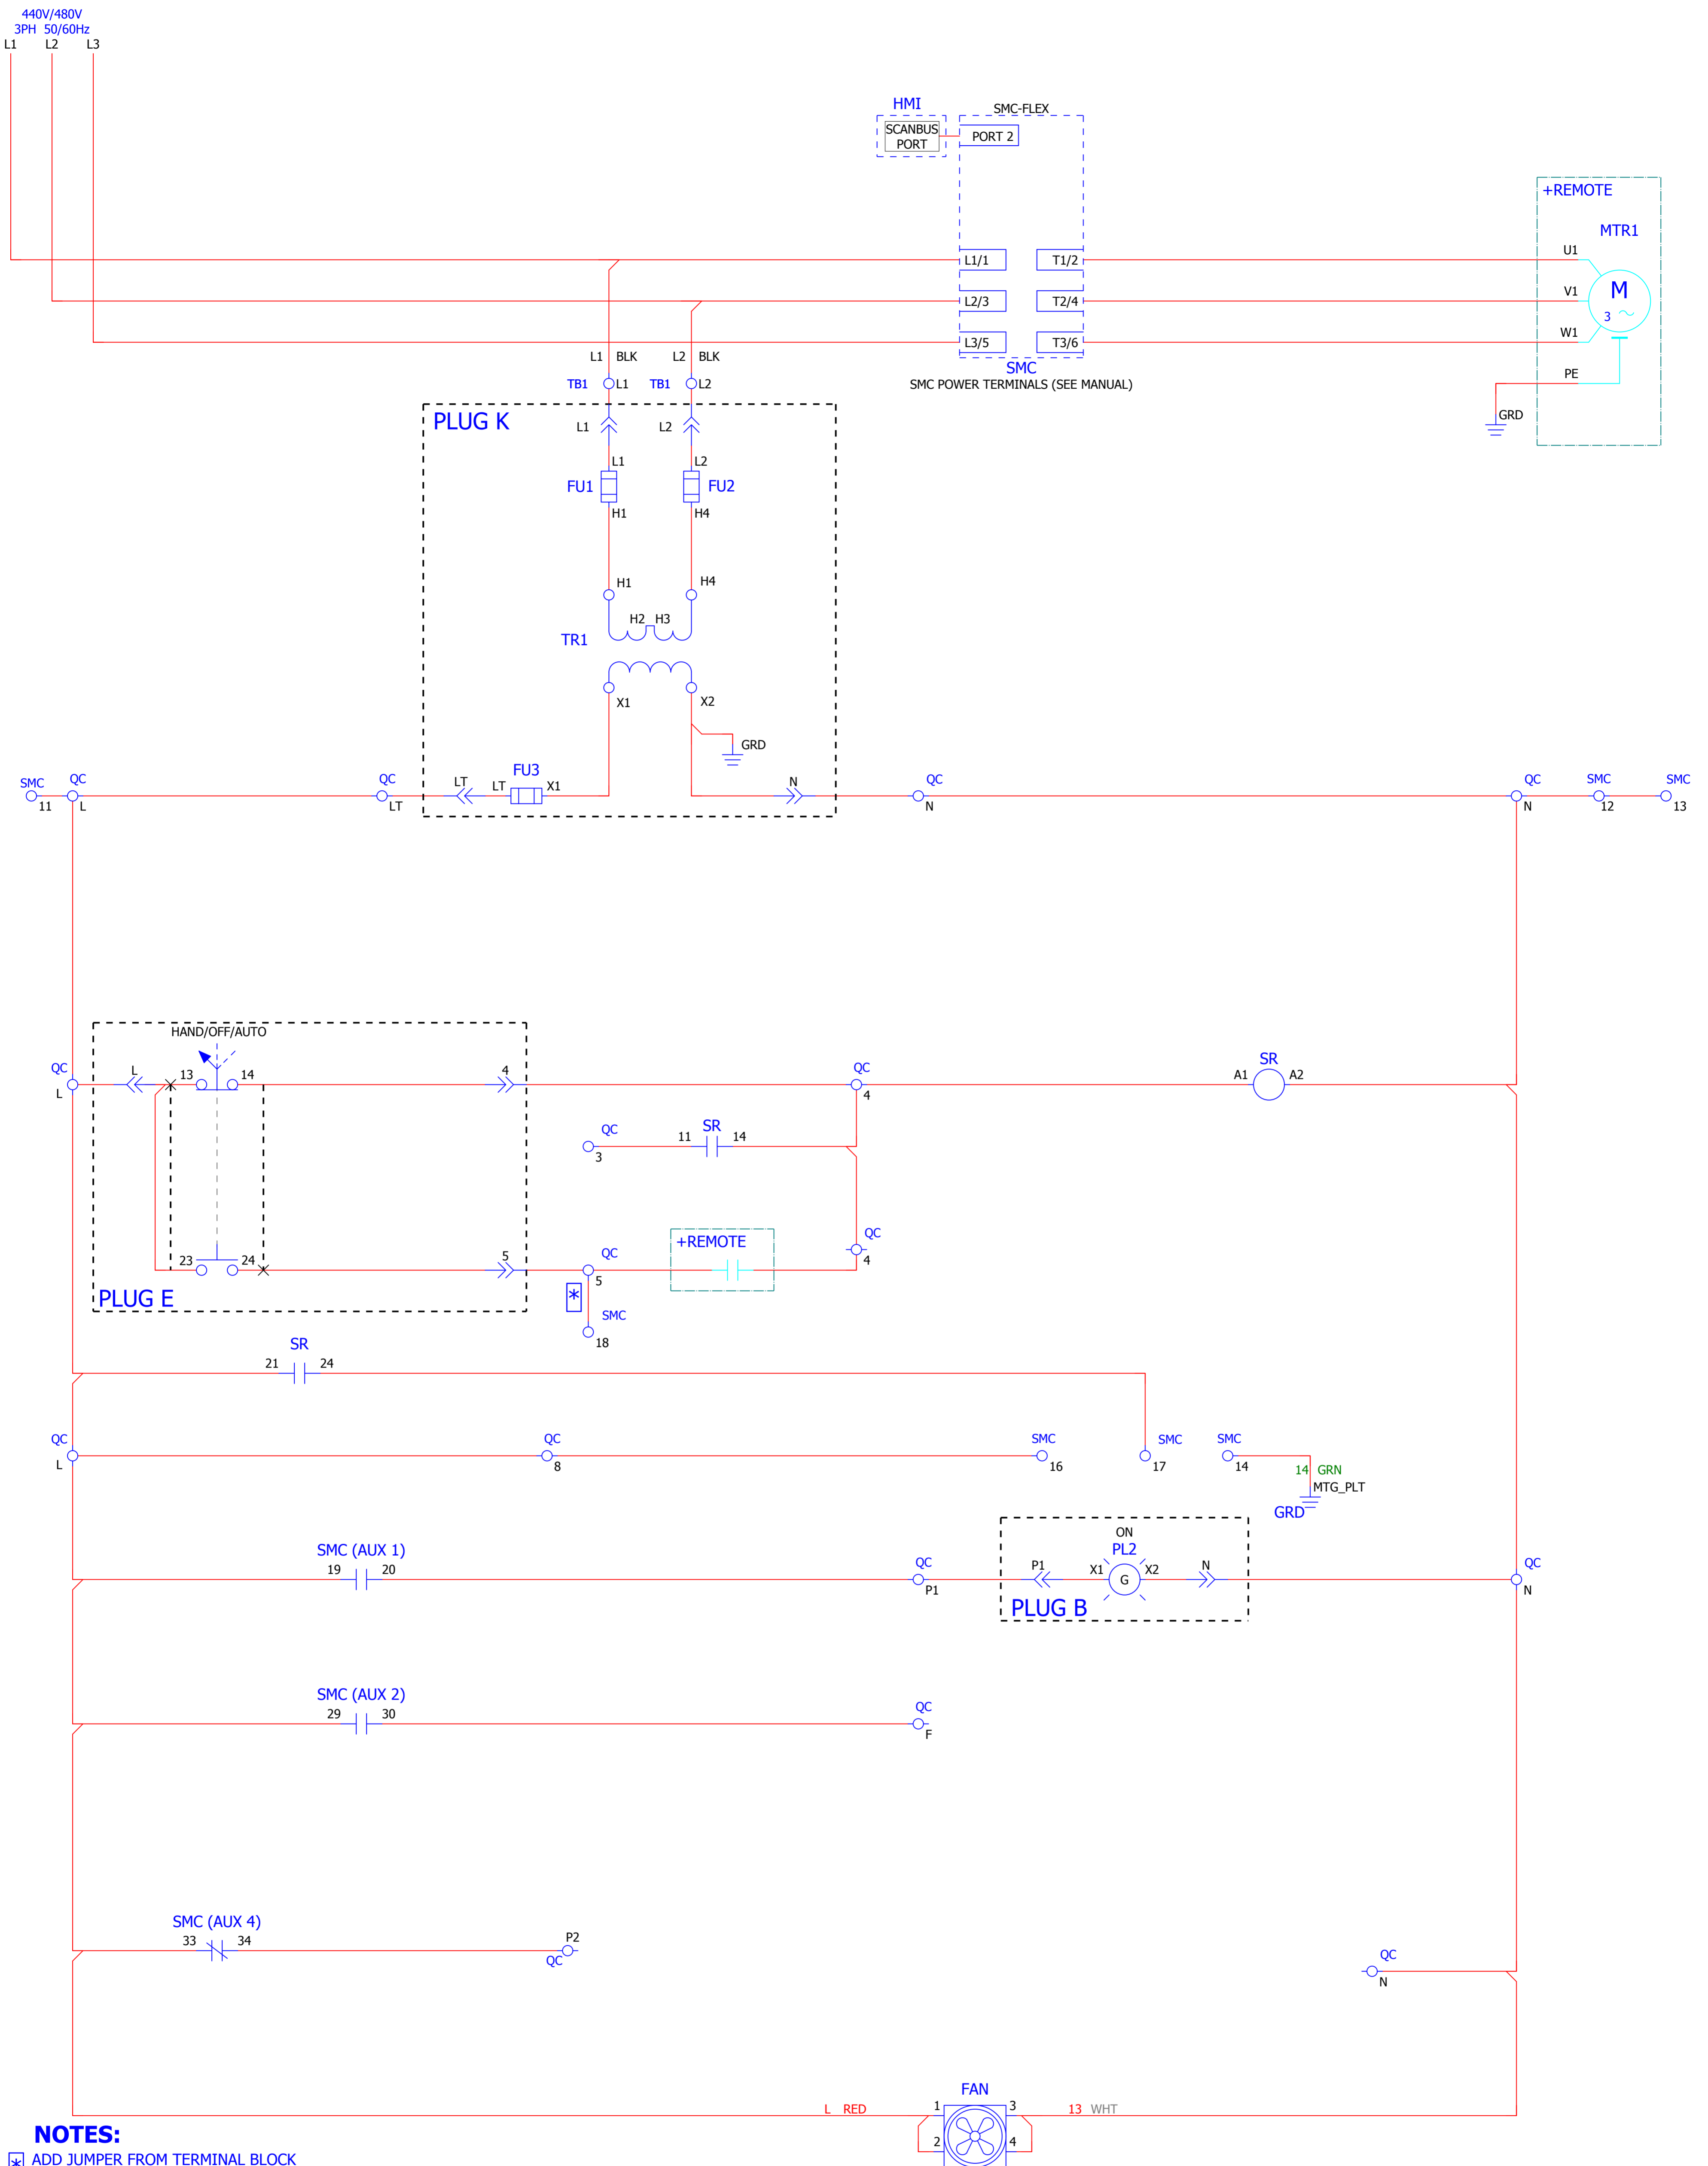 440V/480V
3PH 50/60Hz
L1 L2 L3
HMI
SCANBUS
PORT
SMC-FLEX
PORT 2
+REMOTE
MTR1
L1/1 T1/2 U1
L2/3 T2/4 V1
M
3
L3/5 T3/6 W1
SMC
SMC POWER TERMINALS (SEE MANUAL)
PE
GRD
L1 BLK L2 BLK
TB1 L1 TB1 L2
PLUG K
L1 L2
L1 L2
FU1 FU2
H1 H4
H1 H4
H2 H3
TR1
X1 X2
GRD
SMC QC QC LT LT FU3 X1 N QC QC SMC SMC
11 L LT N N 12 13
HAND/OFF/AUTO
QC L 13 14 4 QC SR
L 4 A1 A2
QC 11 SR 14
3
+REMOTE
QC
4
23 24 5 QC
5
PLUG E
*
SMC
18
SR
21 24
QC QC SMC SMC SMC
L 8 16 17 14
14 GRN
MTG_PLT
GRD
ON
PL2
SMC (AUX 1)
19 20 QC P1 X1 G X2 N QC
P1 N
PLUG B
SMC (AUX 2)
29 30 QC
F
SMC (AUX 4)
33 34 P2
QC
QC
N
FAN
L RED 1 3 13 WHT
2 4
NOTES:
* ADD JUMPER FROM TERMINAL BLOCK